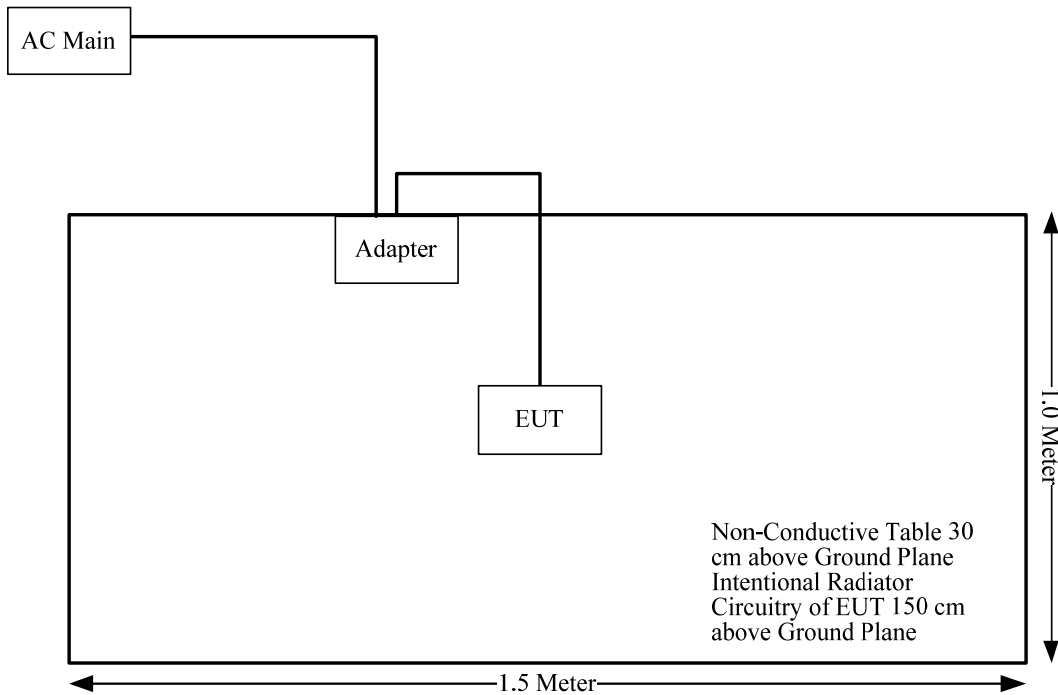 AC Main
Adapter
EUT
1.0 Meter
Non-Conductive Table 30
cm above Ground Plane
Intentional Radiator
Circuitry of EUT 150 cm
above Ground Plane
1.5 Meter